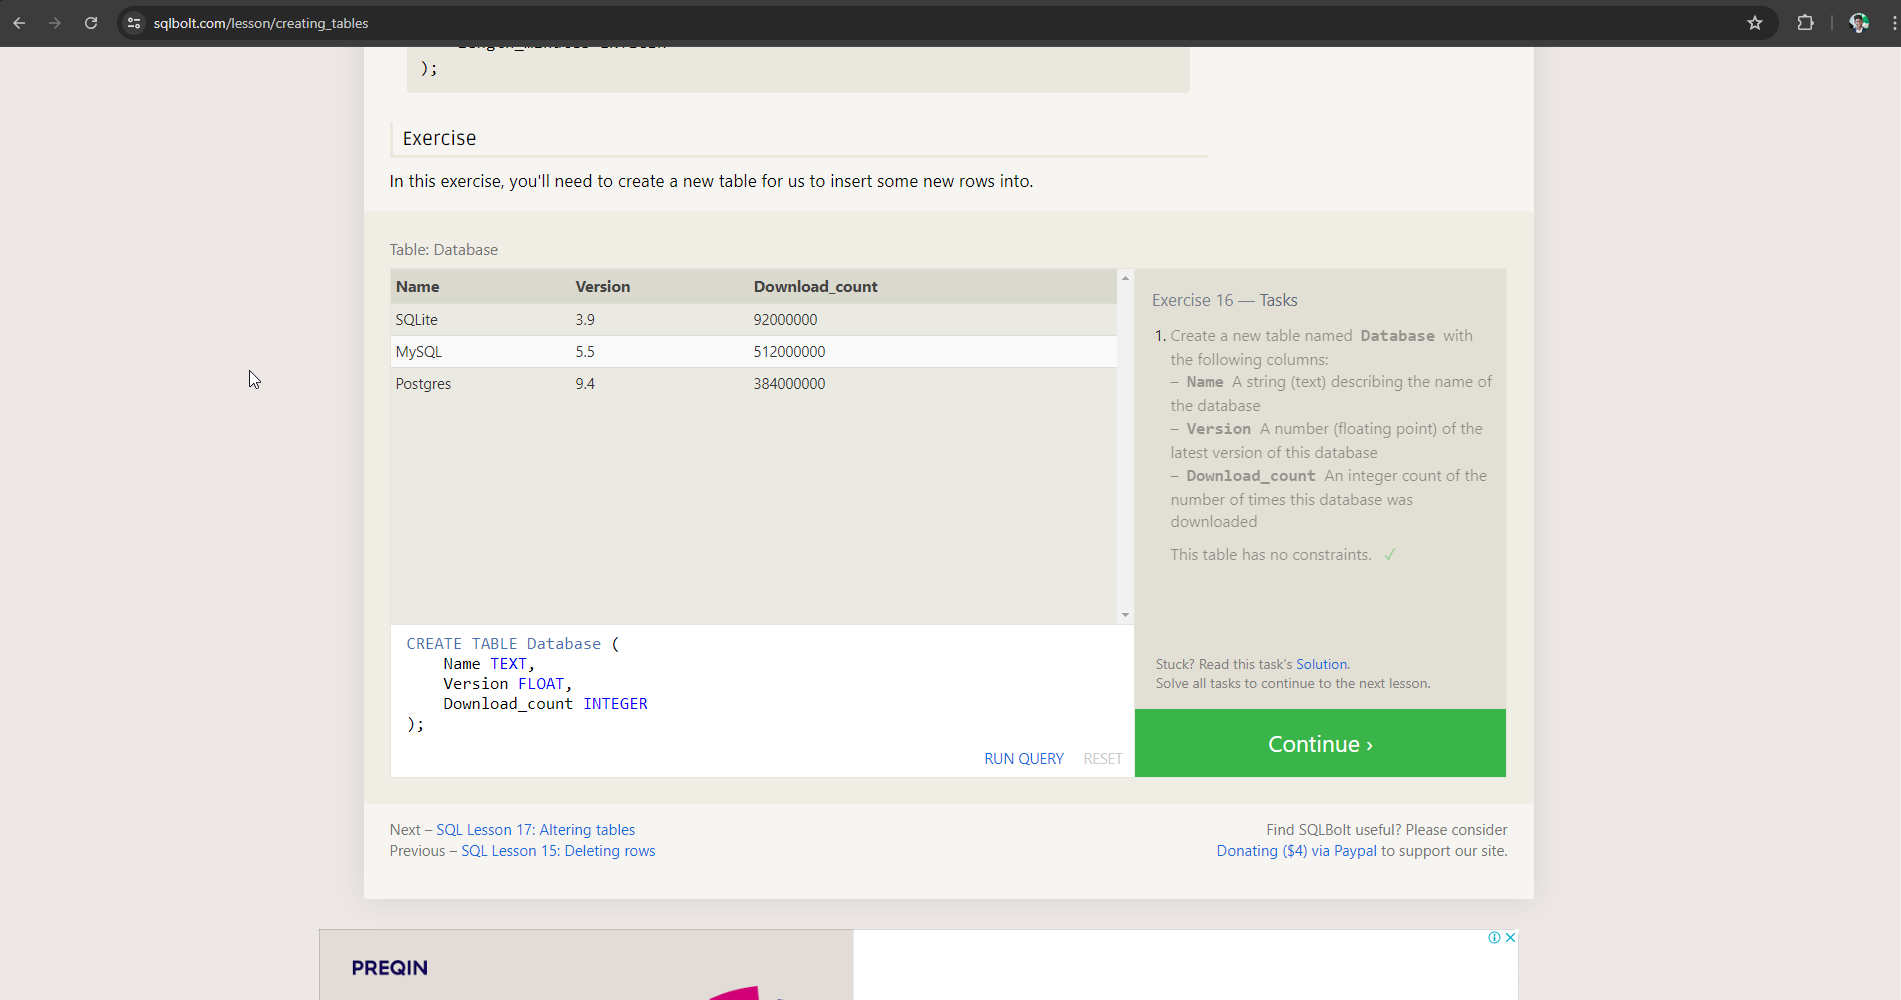 sqlbolt.com/lesson/creating_tables
);
Exercise
In this exercise, you'll need to create a new table for us to insert some new rows into.
Table: Database
Name Version Download_count
SQLite 3.9 92000000
MySQL 5.5 512000000
Postgres 9.4 384000000
Exercise 16 — Tasks
1. Create a new table named Database with
the following columns:
– Name A string (text) describing the name of
the database
– Version A number (floating point) of the
latest version of this database
– Download_count An integer count of the
number of times this database was
downloaded
This table has no constraints. ✓
CREATE TABLE Database (
Name TEXT,
Version FLOAT,
Download_count INTEGER
);
RUN QUERY RESET
Stuck? Read this task's Solution.
Solve all tasks to continue to the next lesson.
Continue ›
Next – SQL Lesson 17: Altering tables
Previous – SQL Lesson 15: Deleting rows
Find SQLBolt useful? Please consider
Donating ($4) via Paypal to support our site.
PREQIN